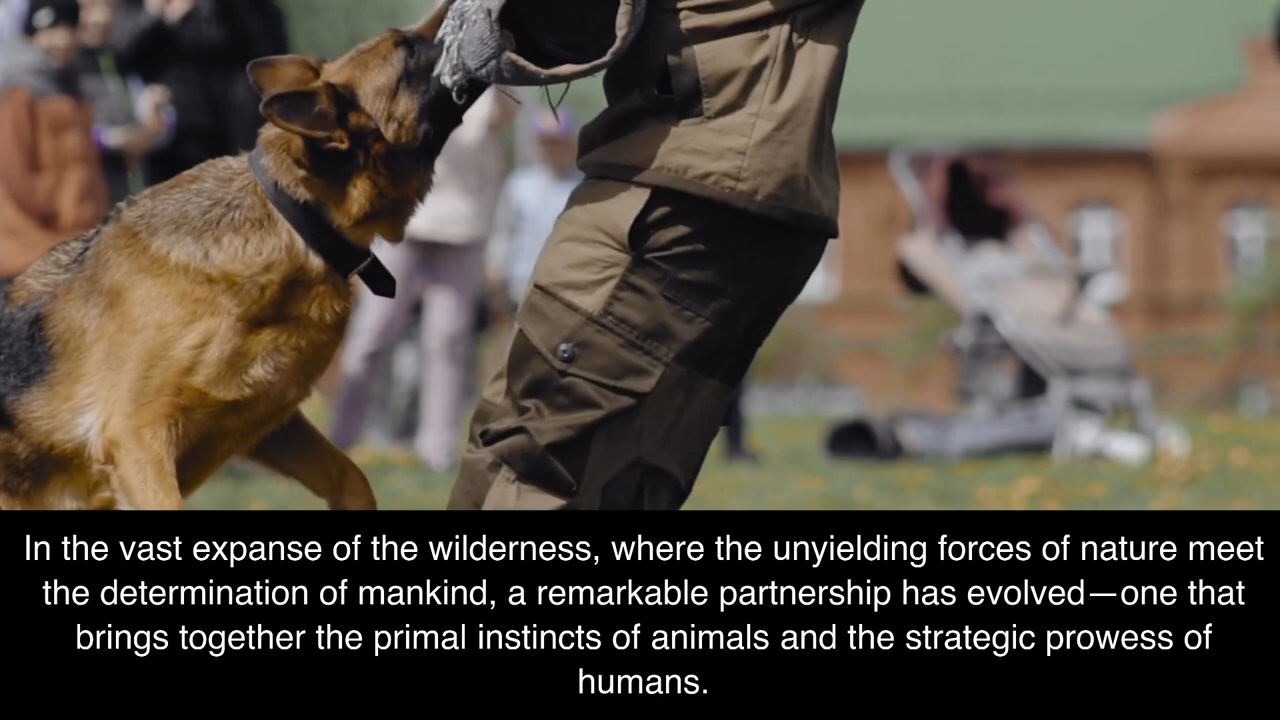 In the vast expanse of the wilderness, where the unyielding forces of nature meet
the determination of mankind, a remarkable partnership has evolved—one that
brings together the primal instincts of animals and the strategic prowess of
humans.